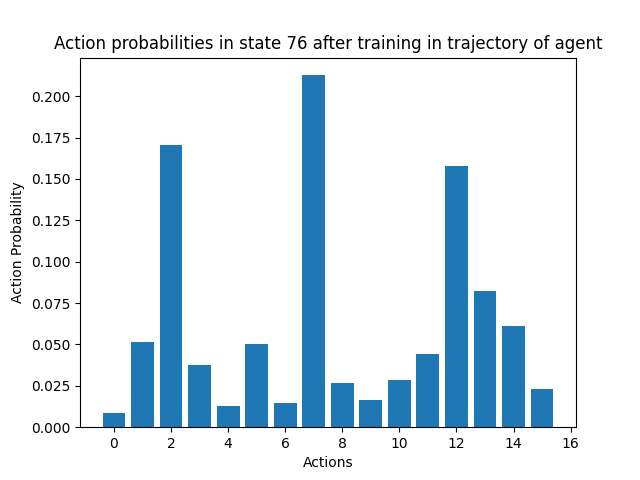 Action probabilities in state 76 after training in trajectory of agent
0.200
0.175
0.150
0.125
0.100
0.075
0.050
0.025
0.000
Action Probability
0 2 4 6 8 10 12 14 16
Actions